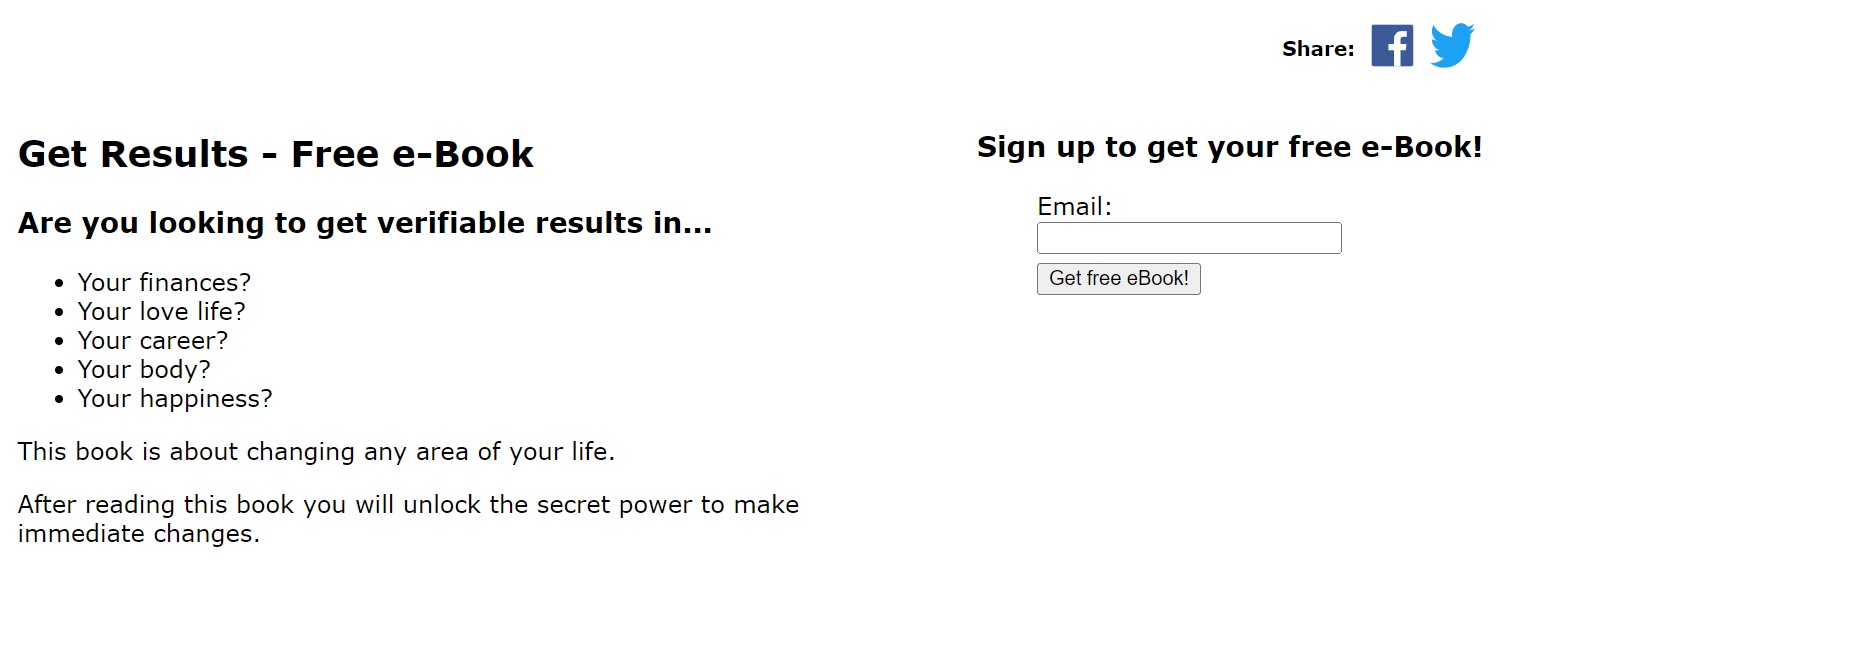 Share:
Get Results – Free e-Book
Are you looking to get verifiable results in...
• Your finances?
• Your love life?
• Your career?
• Your body?
• Your happiness?
This book is about changing any area of your life.
After reading this book you will unlock the secret power to make
immediate changes.
Sign up to get your free e-Book!
Email:
Get free eBook!